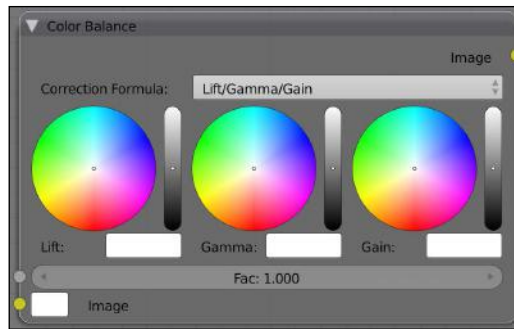 Color Balance
Image
Correction Formula: Lift/Gamma/Gain
Lift: Gamma: Gain:
Fac: 1.000
Image